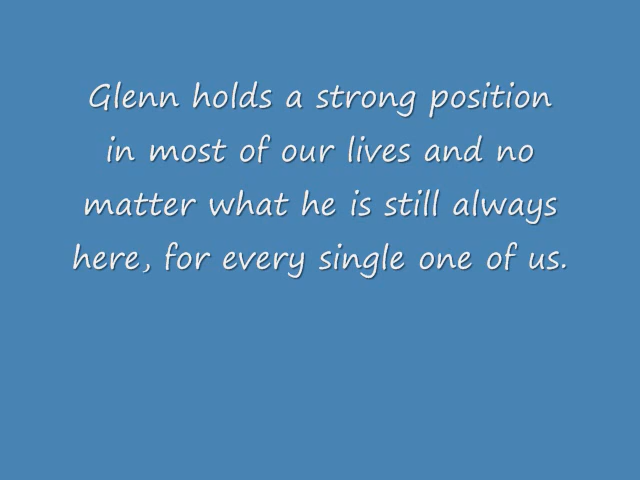 Glenn holds a strong position
in most of our lives and no
matter what he is still always
here, for every single one of us.